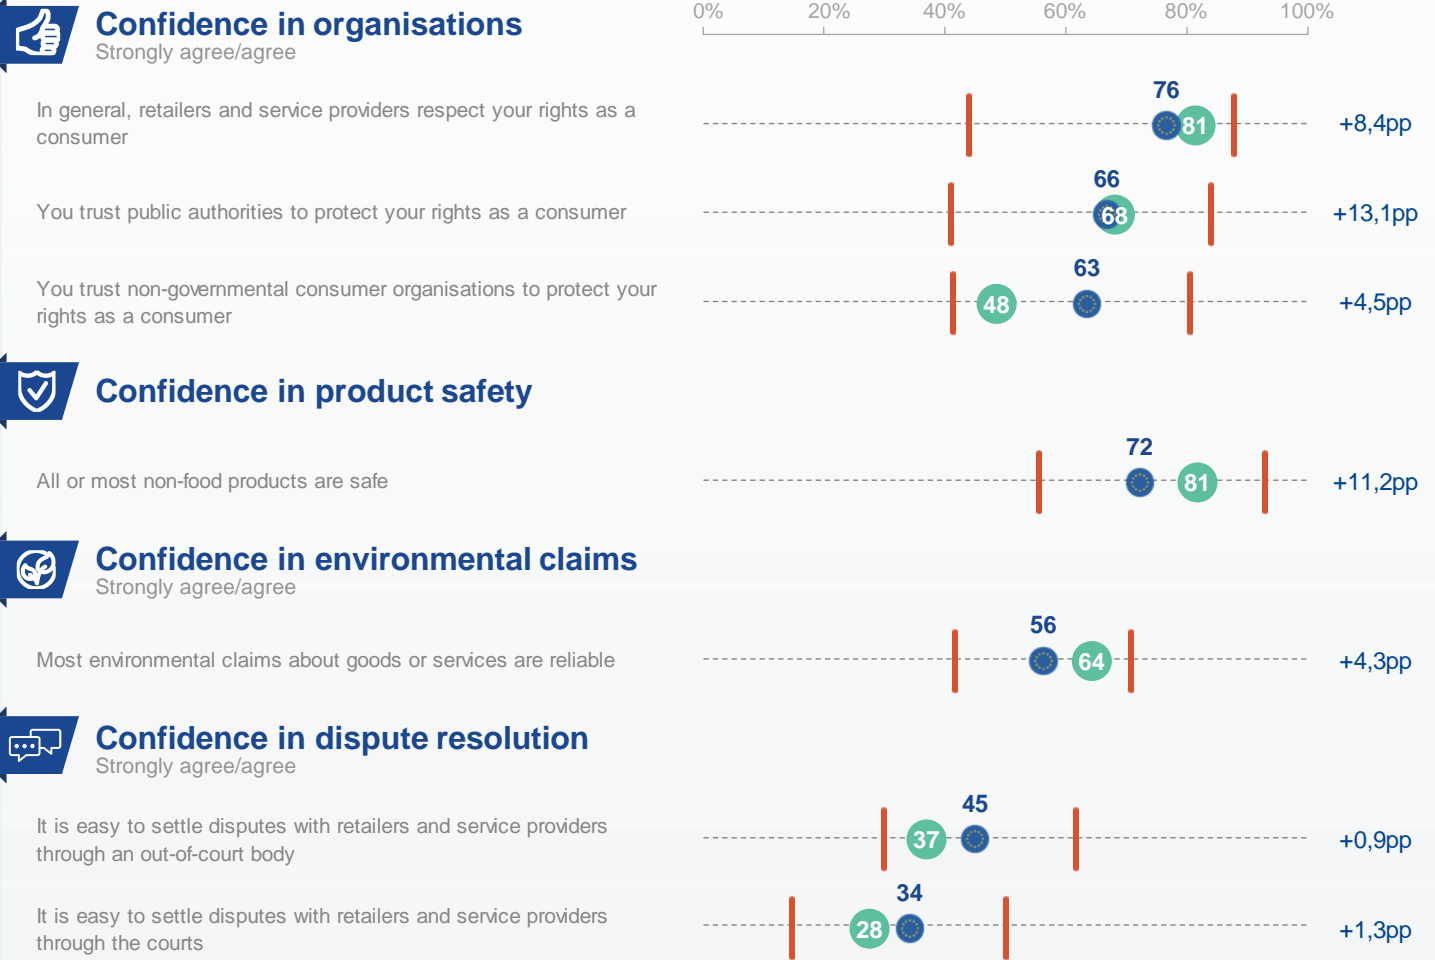 Confidence in organisations
Strongly agree/agree
0% 20% 40% 60% 80% 100%
In general, retailers and service providers respect your rights as a
consumer
76
81
+8,4pp
You trust public authorities to protect your rights as a consumer
66
68
+13,1pp
You trust non-governmental consumer organisations to protect your
rights as a consumer
63
48
+4,5pp
Confidence in product safety
All or most non-food products are safe
72
81
+11,2pp
Confidence in environmental claims
Strongly agree/agree
Most environmental claims about goods or services are reliable
56
64
+4,3pp
Confidence in dispute resolution
Strongly agree/agree
It is easy to settle disputes with retailers and service providers
through an out-of-court body
45
37
+0,9pp
It is easy to settle disputes with retailers and service providers
through the courts
34
28
+1,3pp